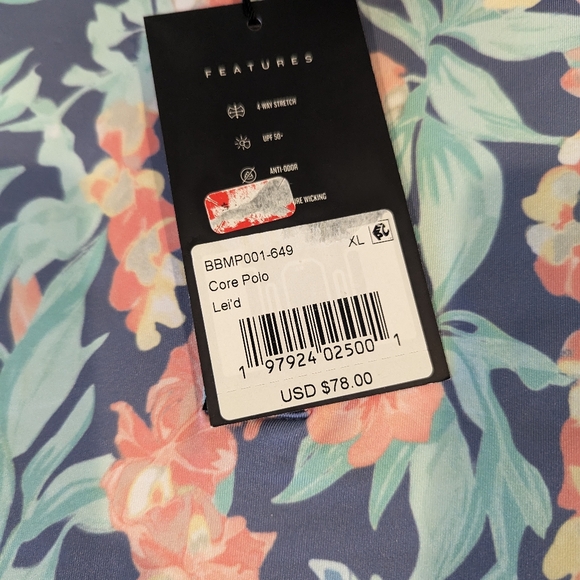 FEATURES
4 WAY STRETCH
UPF 50+
ANTI-ODOR
WICKING
BBMP001-649
XL
Core Polo
Lei'd
1 97924 02500 1
USD $78.00